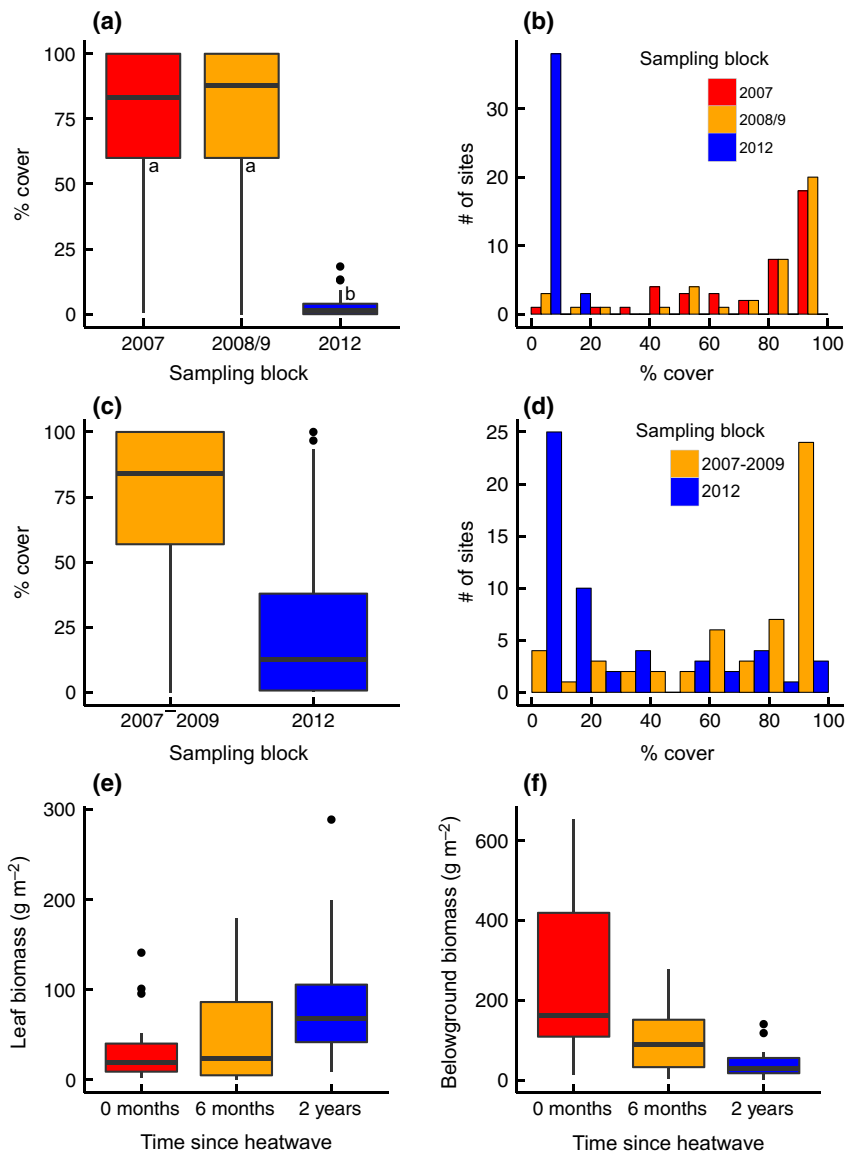 (a)
100
75
50
25
0
% cover
a
a
b
2007
2008/9
2012
Sampling block
(b)
Sampling block
2007
2008/9
2012
30
20
10
0
# of sites
0
20
40
60
80
100
% cover
(c)
100
75
50
25
0
% cover
2007–2009
2012
Sampling block
(d)
Sampling block
2007-2009
2012
25
20
15
10
5
0
# of sites
0
20
40
60
80
100
% cover
(e)
300
200
100
0
Leaf biomass (g m⁻²)
0 months
6 months
2 years
Time since heatwave
(f)
600
400
200
0
Belowground biomass (g m⁻²)
0 months
6 months
2 years
Time since heatwave